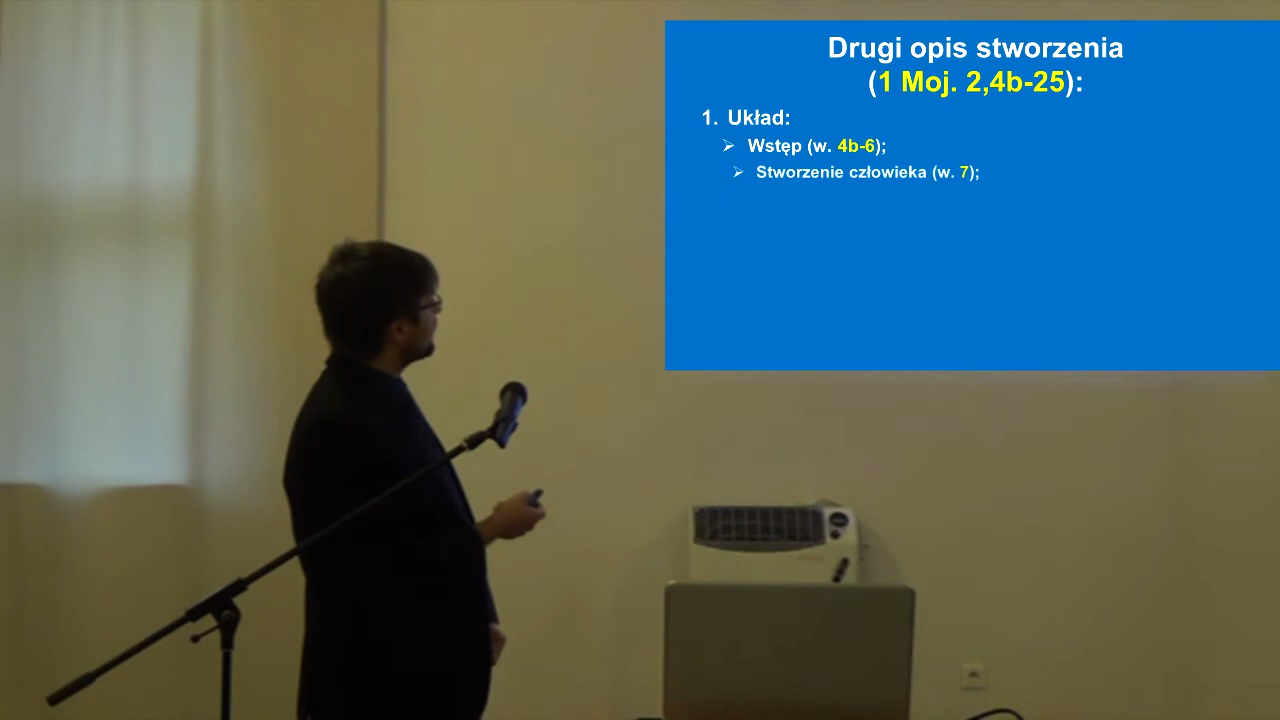 Drugi opis stworzenia
(1 Moj. 2,4b-25):
1. Układ:
➢ Wstęp (w. 4b-6);
➢ Stworzenie człowieka (w. 7);